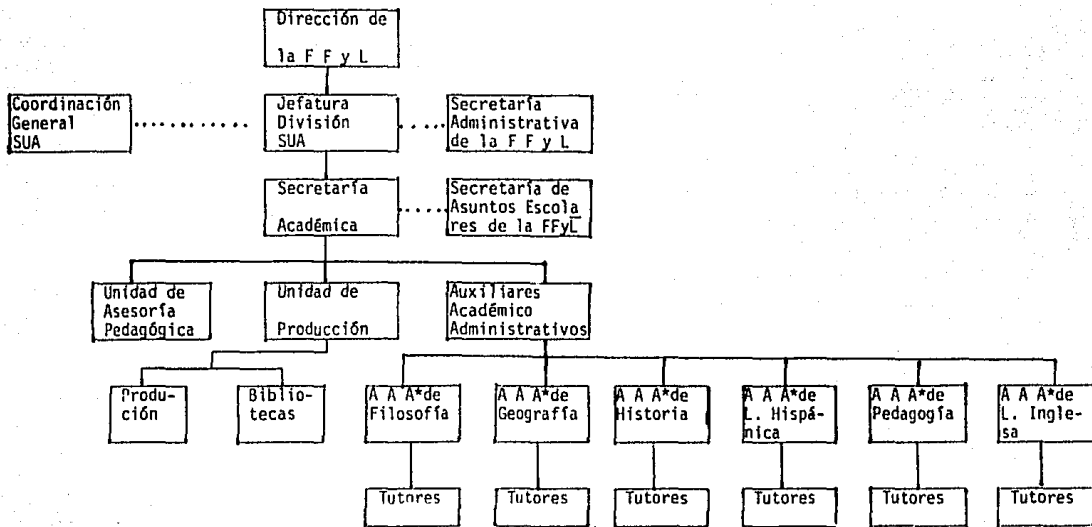 Dirección de
la F F y L
Coordinación
General
SUA
Jefatura
División
SUA
Secretaría
Administrativa
de la F F y L
Secretaría
Académica
Secretaría de
Asuntos Escola
res de la FFyL
Unidad de
Asesoría
Pedagógica
Unidad de
Producción
Auxiliares
Académico
Administrativos
Produ-
ción
Biblio-
tecas
A A A*de
Filosofía
A A A*de
Geografía
A A A*de
Historia
A A A*de
L. Hispá-
nica
A A A*de
Pedagogía
A A A*de
L. Ingle-
sa
Tutores
Tutores
Tutores
Tutores
Tutores
Tutores